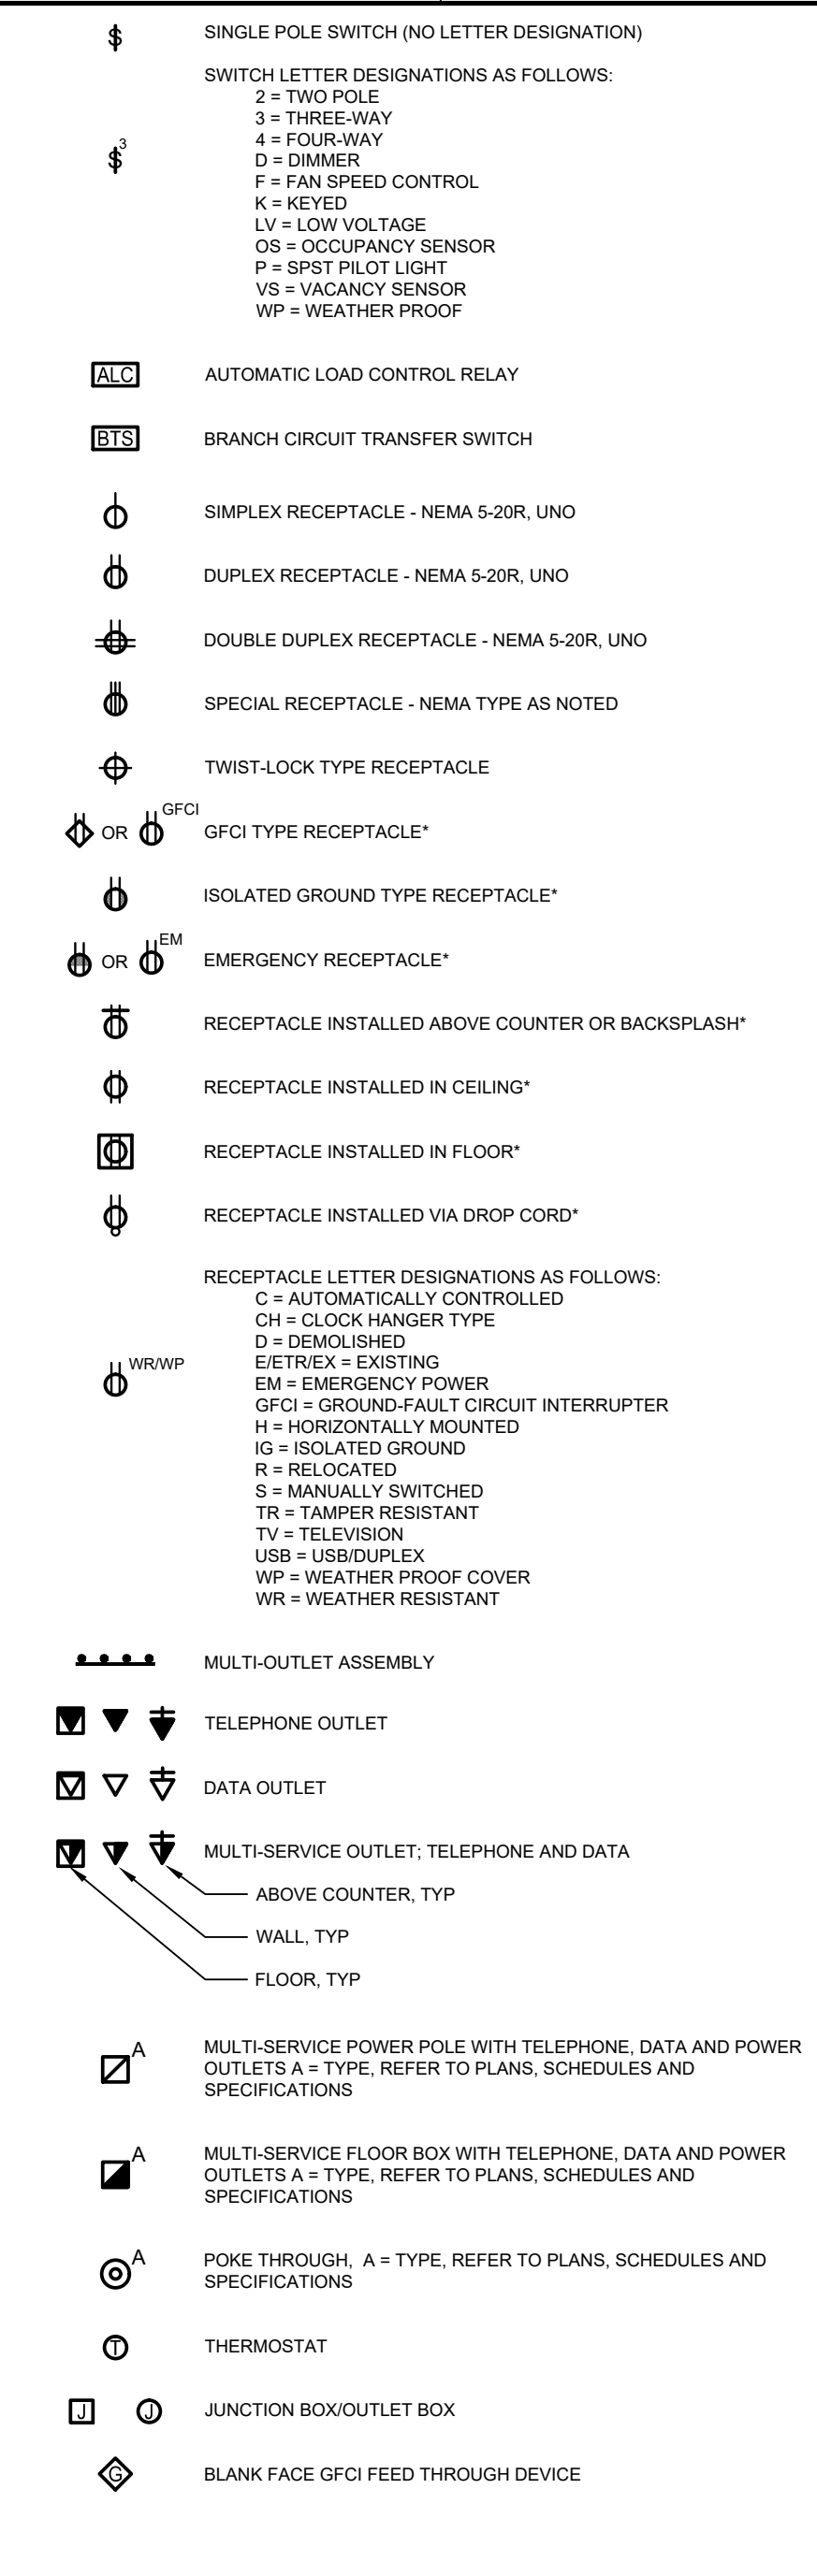 $ SINGLE POLE SWITCH (NO LETTER DESIGNATION)
SWITCH LETTER DESIGNATIONS AS FOLLOWS:
2 = TWO POLE
3 = THREE-WAY
4 = FOUR-WAY
$ 3
D = DIMMER
F = FAN SPEED CONTROL
K = KEYED
LV = LOW VOLTAGE
OS = OCCUPANCY SENSOR
P = SPST PILOT LIGHT
VS = VACANCY SENSOR
WP = WEATHER PROOF
ALC AUTOMATIC LOAD CONTROL RELAY
BTS BRANCH CIRCUIT TRANSFER SWITCH
SIMPLEX RECEPTACLE - NEMA 5-20R, UNO
DUPLEX RECEPTACLE - NEMA 5-20R, UNO
DOUBLE DUPLEX RECEPTACLE - NEMA 5-20R, UNO
SPECIAL RECEPTACLE - NEMA TYPE AS NOTED
TWIST-LOCK TYPE RECEPTACLE
OR GFCI GFCI TYPE RECEPTACLE*
ISOLATED GROUND TYPE RECEPTACLE*
OR EM EMERGENCY RECEPTACLE*
RECEPTACLE INSTALLED ABOVE COUNTER OR BACKSPLASH*
RECEPTACLE INSTALLED IN CEILING*
RECEPTACLE INSTALLED IN FLOOR*
RECEPTACLE INSTALLED VIA DROP CORD*
RECEPTACLE LETTER DESIGNATIONS AS FOLLOWS:
C = AUTOMATICALLY CONTROLLED
CH = CLOCK HANGER TYPE
D = DEMOLISHED
WR/WP
E/ETR/EX = EXISTING
EM = EMERGENCY POWER
GFCI = GROUND-FAULT CIRCUIT INTERRUPTER
H = HORIZONTALLY MOUNTED
IG = ISOLATED GROUND
R = RELOCATED
S = MANUALLY SWITCHED
TR = TAMPER RESISTANT
TV = TELEVISION
USB = USB/DUPLEX
WP = WEATHER PROOF COVER
WR = WEATHER RESISTANT
MULTI-OUTLET ASSEMBLY
TELEPHONE OUTLET
DATA OUTLET
MULTI-SERVICE OUTLET; TELEPHONE AND DATA
ABOVE COUNTER, TYP
WALL, TYP
FLOOR, TYP
A MULTI-SERVICE POWER POLE WITH TELEPHONE, DATA AND POWER
OUTLETS A = TYPE, REFER TO PLANS, SCHEDULES AND
SPECIFICATIONS
A MULTI-SERVICE FLOOR BOX WITH TELEPHONE, DATA AND POWER
OUTLETS A = TYPE, REFER TO PLANS, SCHEDULES AND
SPECIFICATIONS
A POKE THROUGH, A = TYPE, REFER TO PLANS, SCHEDULES AND
SPECIFICATIONS
T THERMOSTAT
J J JUNCTION BOX/OUTLET BOX
G BLANK FACE GFCI FEED THROUGH DEVICE